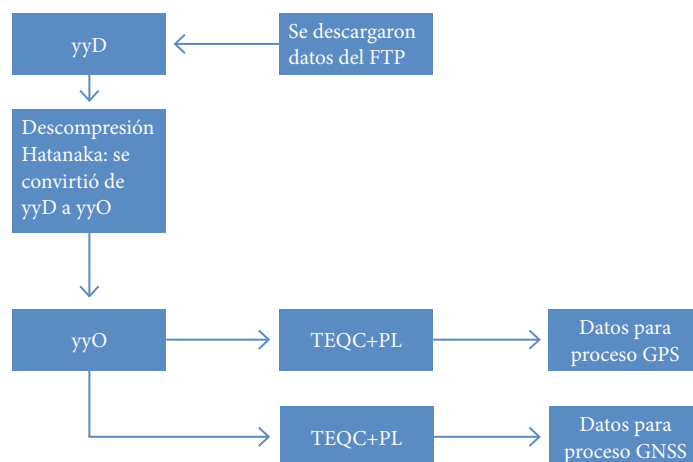 yyD
Se descargaron
datos del FTP
Descompresión
Hatanaka: se
convirtió de
yyD a yyO
yyO
TEQC+PL
Datos para
proceso GPS
TEQC+PL
Datos para
proceso GNSS